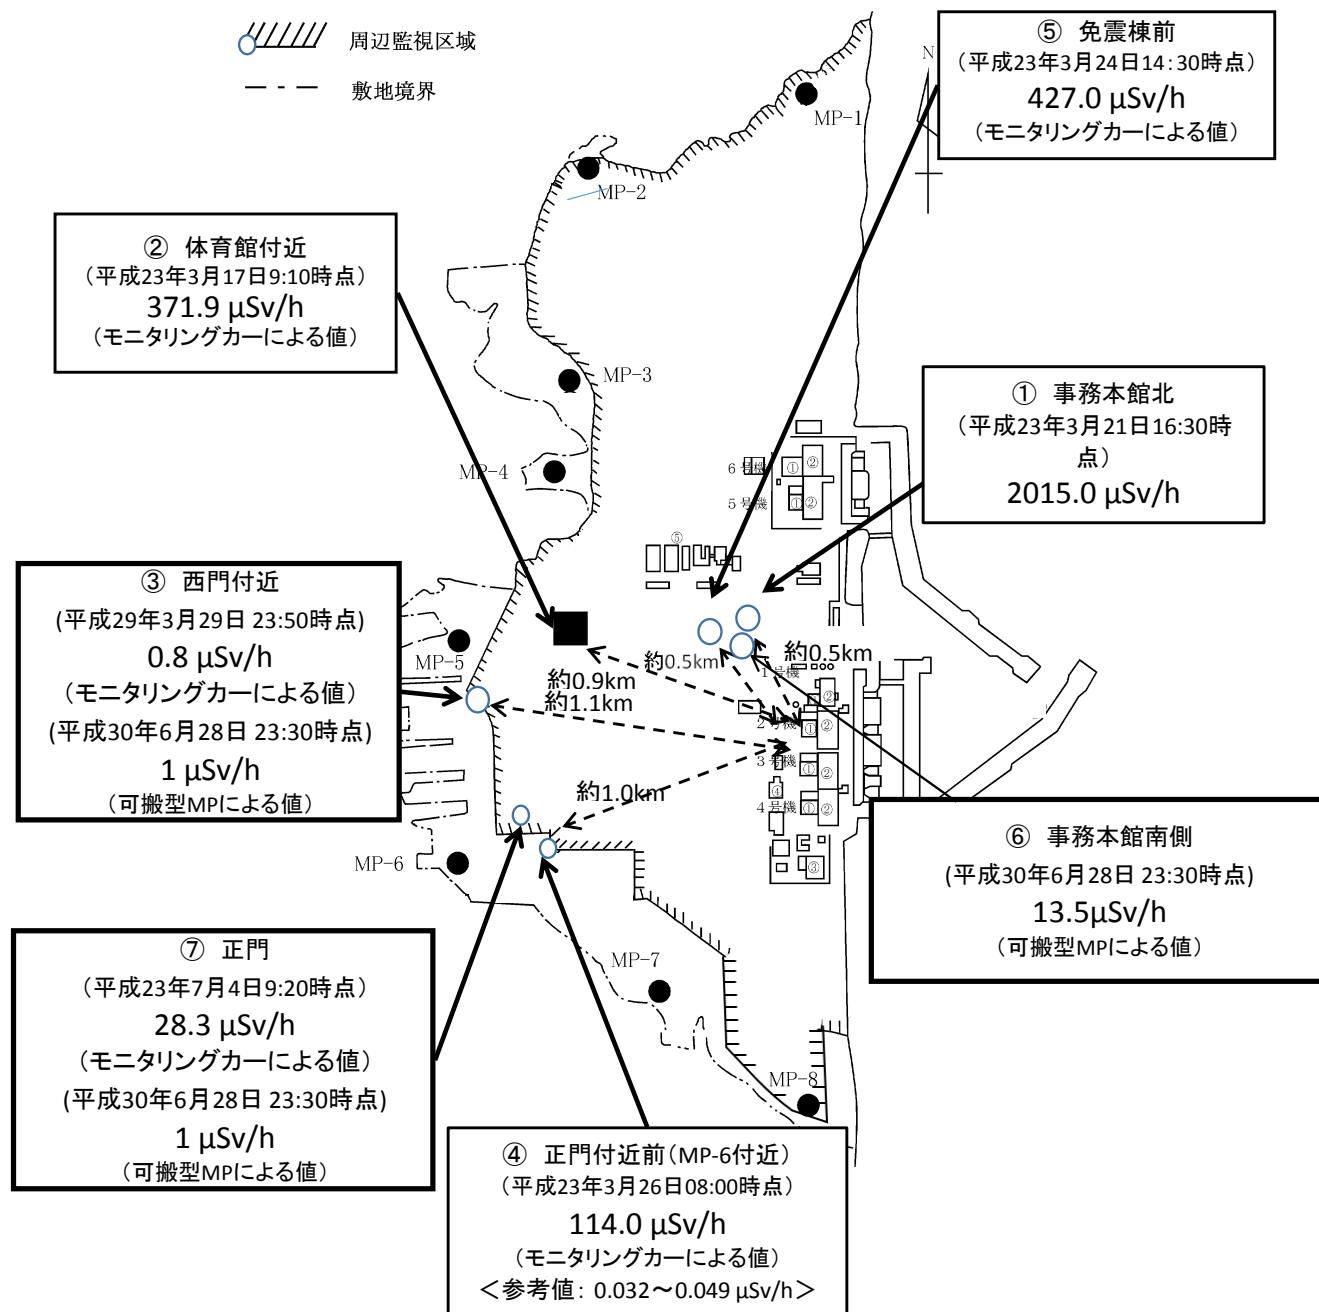 周辺監視区域
敷地境界
⑤ 免震棟前
（平成23年3月24日14:30時点）
427.0 μSv/h
（モニタリングカーによる値）
N
MP-1
MP-2
② 体育館付近
（平成23年3月17日9:10時点）
371.9 μSv/h
（モニタリングカーによる値）
MP-3
① 事務本館北
（平成23年3月21日16:30時
点）
2015.0 μSv/h
MP-4
6号機
①
②
5号機
①
②
⑤
③ 西門付近
(平成29年3月29日 23:50時点)
0.8 μSv/h
（モニタリングカーによる値）
(平成30年6月28日 23:30時点)
1 μSv/h
（可搬型MPによる値）
MP-5
約0.5km
約0.5km
約0.9km
約1.1km
1号機
②
2号機
①
②
3号機
①
②
約1.0km
④
4号機
①
②
③
MP-6
⑥ 事務本館南側
(平成30年6月28日 23:30時点)
13.5μSv/h
（可搬型MPによる値）
⑦ 正門
（平成23年7月4日9:20時点）
28.3 μSv/h
（モニタリングカーによる値）
(平成30年6月28日 23:30時点)
1 μSv/h
（可搬型MPによる値）
MP-7
MP-8
④ 正門付近前（MP-6付近）
（平成23年3月26日08:00時点）
114.0 μSv/h
（モニタリングカーによる値）
＜参考値: 0.032～0.049 μSv/h＞